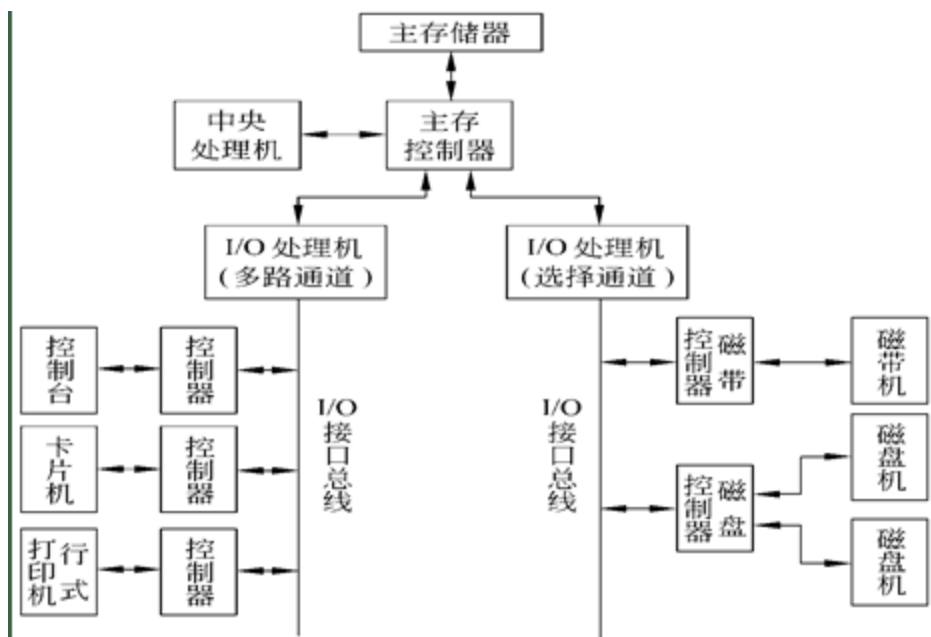 主存储器
中央
处理机
主存
控制器
I/O 处理机
(多路通道)
I/O 处理机
(选择通道)
控制台
控制器
卡片机
控制器
行式
打印机
控制器
I/O
接口总线
I/O
接口总线
磁带
控制器
磁带机
磁盘
控制器
磁盘机
磁盘机